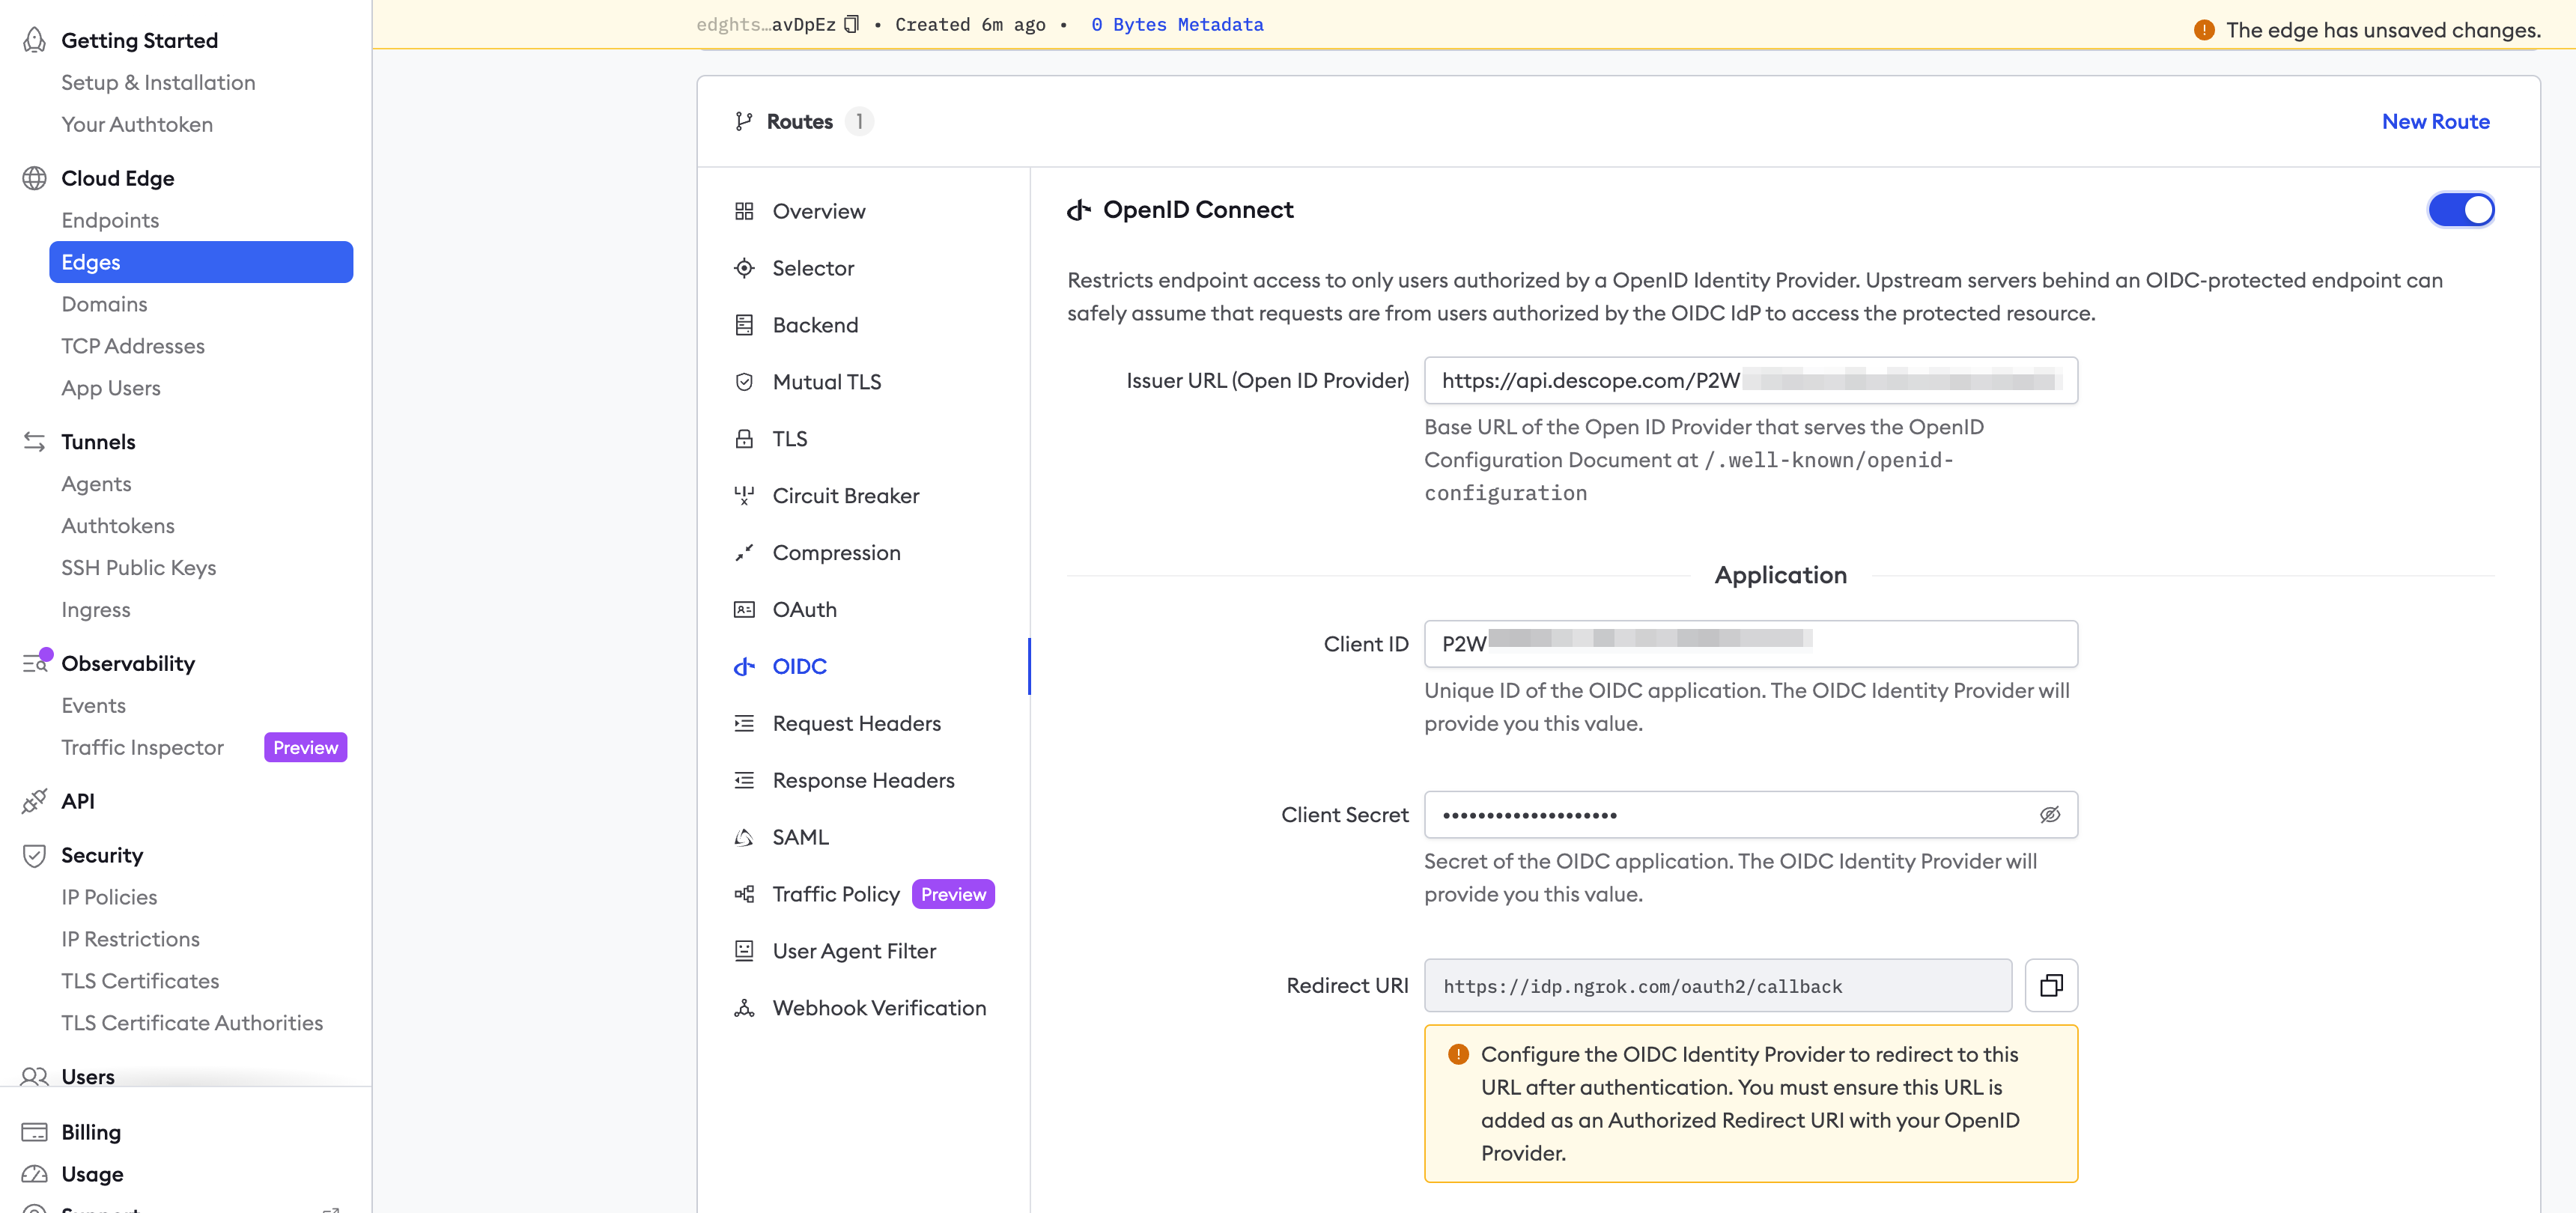 Getting Started
Setup & Installation
Your Authtoken
Cloud Edge
Endpoints
Edges
Domains
TCP Addresses
App Users
Tunnels
Agents
Authtokens
SSH Public Keys
Ingress
Observability
Events
Traffic Inspector Preview
API
Security
IP Policies
IP Restrictions
TLS Certificates
TLS Certificate Authorities
Users
Billing
Usage
edghts…avDpEz • Created 6m ago • 0 Bytes Metadata
The edge has unsaved changes.
Routes 1
New Route
Overview
Selector
Backend
Mutual TLS
TLS
Circuit Breaker
Compression
OAuth
OIDC
Request Headers
Response Headers
SAML
Traffic Policy Preview
User Agent Filter
Webhook Verification
OpenID Connect
Restricts endpoint access to only users authorized by a OpenID Identity Provider. Upstream servers behind an OIDC-protected endpoint can
safely assume that requests are from users authorized by the OIDC IdP to access the protected resource.
Issuer URL (Open ID Provider) https://api.descope.com/P2W
Base URL of the Open ID Provider that serves the OpenID
Configuration Document at /.well-known/openid-
configuration
Application
Client ID P2W
Unique ID of the OIDC application. The OIDC Identity Provider will
provide you this value.
Client Secret ••••••••••••••••••••
Secret of the OIDC application. The OIDC Identity Provider will
provide you this value.
Redirect URI https://idp.ngrok.com/oauth2/callback
Configure the OIDC Identity Provider to redirect to this
URL after authentication. You must ensure this URL is
added as an Authorized Redirect URI with your OpenID
Provider.